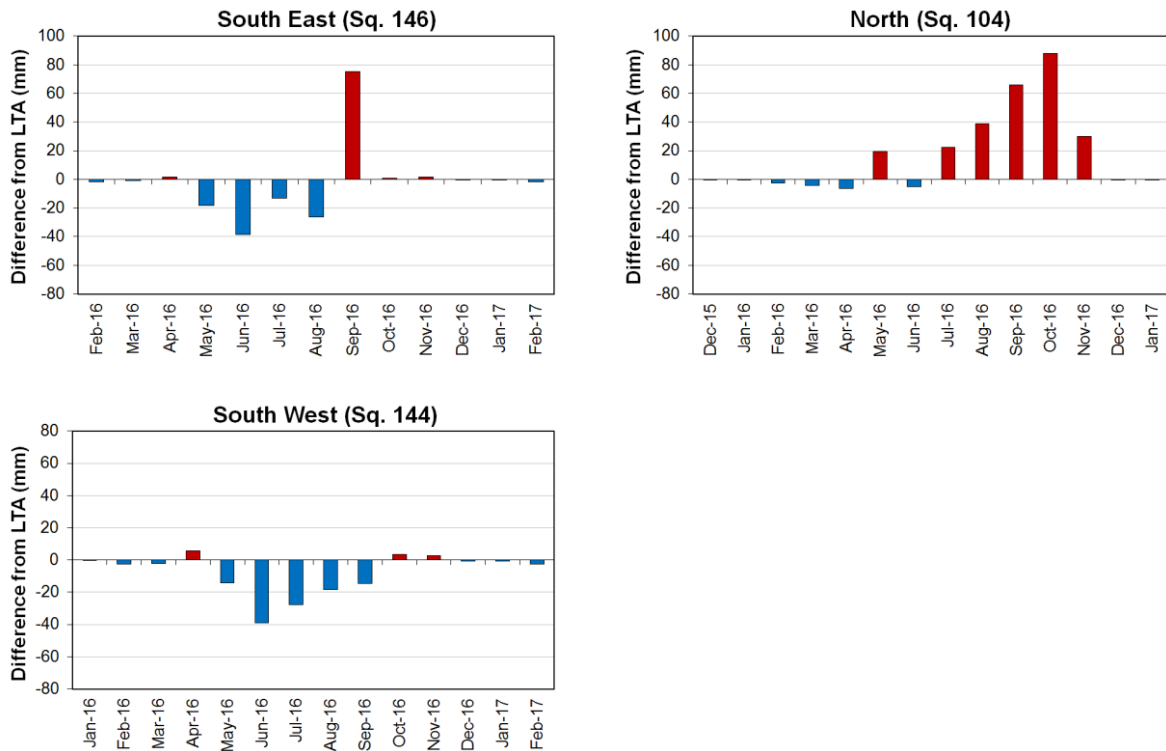 South East (Sq. 146)
Difference from LTA (mm)
100
80
60
40
20
0
-20
-40
-60
-80
Feb-16
Mar-16
Apr-16
May-16
Jun-16
Jul-16
Aug-16
Sep-16
Oct-16
Nov-16
Dec-16
Jan-17
Feb-17
North (Sq. 104)
Difference from LTA (mm)
100
80
60
40
20
0
-20
-40
-60
-80
Dec-15
Jan-16
Feb-16
Mar-16
Apr-16
May-16
Jun-16
Jul-16
Aug-16
Sep-16
Oct-16
Nov-16
Dec-16
Jan-17
South West (Sq. 144)
Difference from LTA (mm)
80
60
40
20
0
-20
-40
-60
-80
Jan-16
Feb-16
Mar-16
Apr-16
May-16
Jun-16
Jul-16
Aug-16
Sep-16
Oct-16
Nov-16
Dec-16
Jan-17
Feb-17